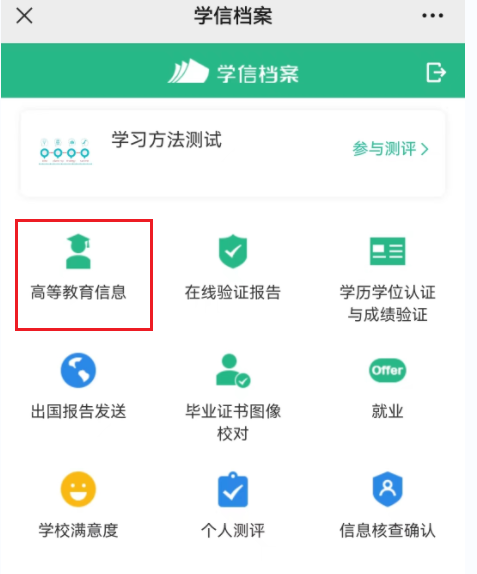 学信档案
学信档案
学习方法测试
参与测评
高等教育信息
在线验证报告
学历学位认证
与成绩验证
出国报告发送
毕业证书图像
校对
Offer
就业
学校满意度
个人测评
信息核查确认